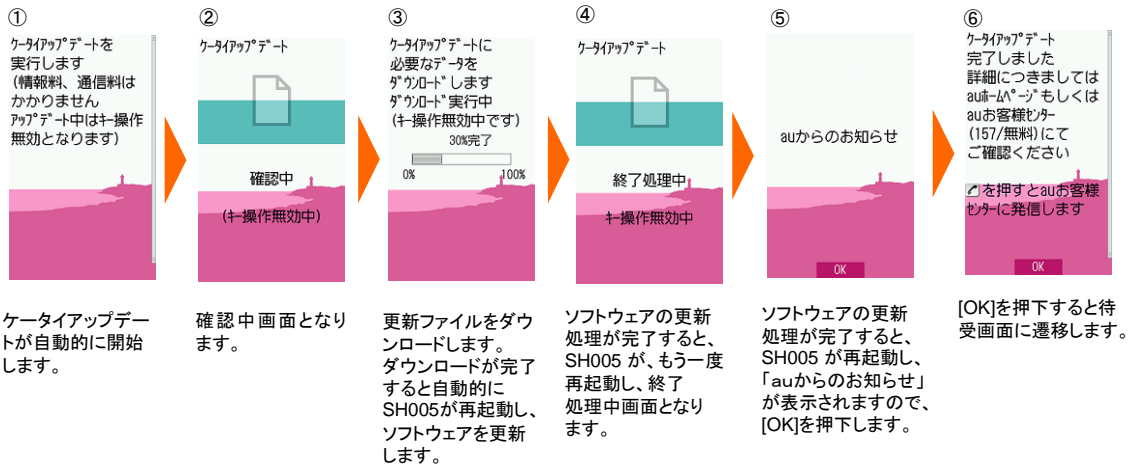 ①
ケータイアップデートを
実行します
(情報料、通信料は
かかりません
アップデート中はキー操作
無効となります)
ケータイアップデートが自動的に開始
します。
②
ケータイアップデート
確認中
(キー操作無効中)
確認中画面となり
ます。
③
ケータイアップデートに
必要なデータを
ダウンロードします
ダウンロード実行中
(キー操作無効中です)
30%完了
0% 100%
更新ファイルをダウ
ンロードします。
ダウンロードが完了
すると自動的に
SH005が再起動し、
ソフトウェアを更新
します。
④
ケータイアップデート
終了処理中
キー操作無効中
ソフトウェアの更新
処理が完了すると、
SH005 が、もう一度
再起動し、終了
処理中画面となり
ます。
⑤
auからのお知らせ
OK
ソフトウェアの更新
処理が完了すると、
SH005 が再起動し、
「auからのお知らせ」
が表示されますので、
[OK]を押下します。
⑥
ケータイアップデート
完了しました
詳細につきましては
auホームページもしくは
auお客様センター
(157/無料)にて
ご確認ください
を押すとauお客様
センターに発信します
OK
[OK]を押下すると待
受画面に遷移します。